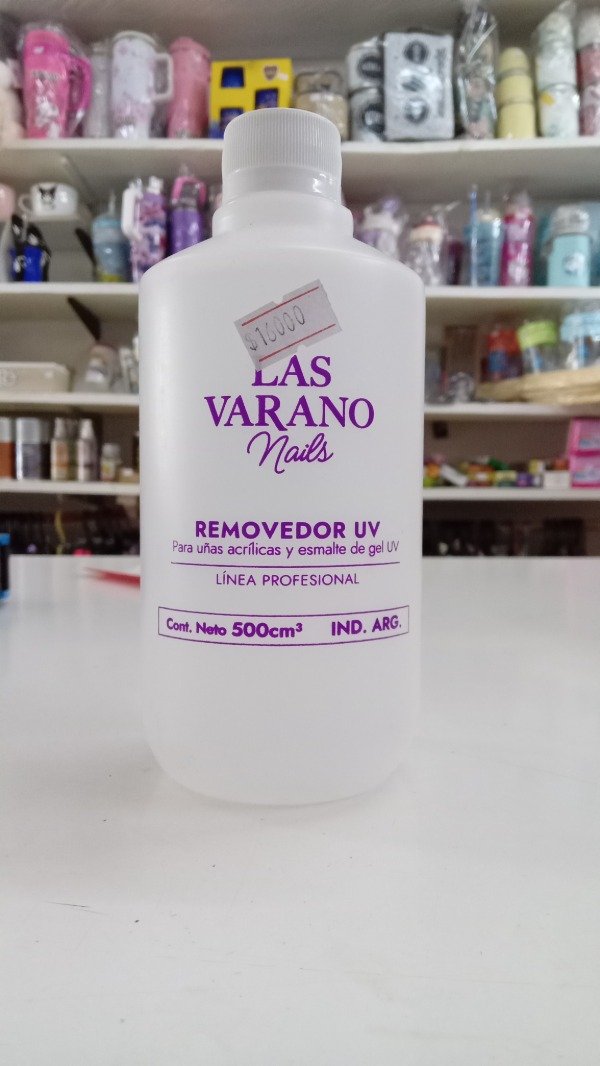 $16000
LAS
VARANO
Nails
REMOVEDOR UV
Para uñas acrílicas y esmalte de gel UV
LÍNEA PROFESIONAL
Cont. Neto 500cm³ IND. ARG.